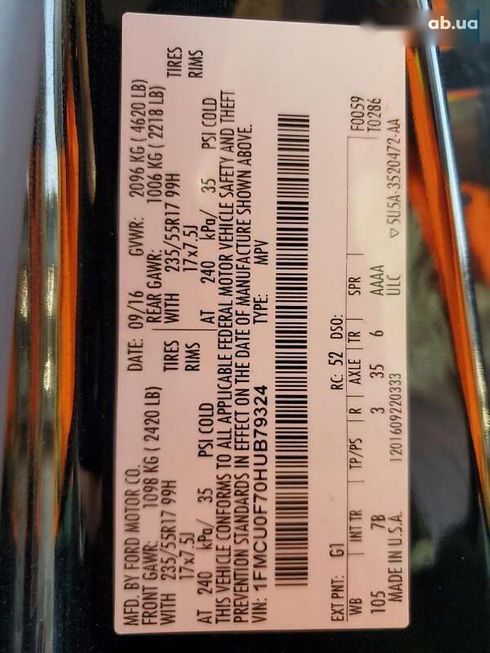 ab.ua
MFD. BY FORD MOTOR CO. DATE: 09/16 GVWR: 2096 KG ( 4620 LB)
FRONT GAWR: 1098 KG ( 2420 LB) REAR GAWR: 1006 KG ( 2218 LB)
WITH 235/55R17 99H TIRES WITH 235/55R17 99H TIRES
17x7.5J RIMS 17x7.5J RIMS
AT 240 kPa/ 35 PSI COLD AT 240 kPa/ 35 PSI COLD
THIS VEHICLE CONFORMS TO ALL APPLICABLE FEDERAL MOTOR VEHICLE SAFETY AND THEFT
PREVENTION STANDARDS IN EFFECT ON THE DATE OF MANUFACTURE SHOWN ABOVE.
VIN: 1FMCU0F70HUB79324 TYPE: MPV
EXT PNT: G1 RC: 52 DSO: F0059
WB INT TR TP/PS R AXLE TR SPR T0286
105 7B 3 35 6 AAAA
MADE IN U.S.A. 1201609220333 ULC ▽ 5U5A-3520472-AA